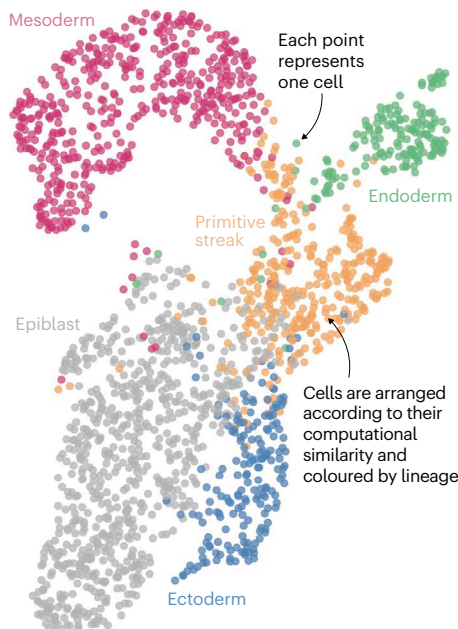 Mesoderm
Each point
represents
one cell
Endoderm
Primitive
streak
Epiblast
Cells are arranged
according to their
computational
similarity and
coloured by lineage
Ectoderm